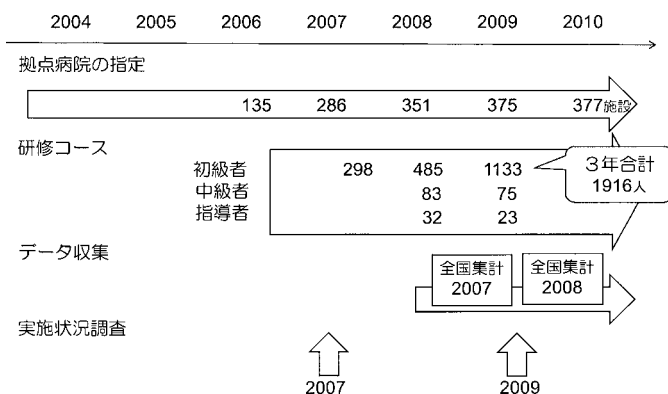 2004 2005 2006 2007 2008 2009 2010
拠点病院の指定
135 286 351 375 377施設
研修コース
初級者 298 485 1133
中級者 83 75
指導者 32 23
3年合計
1916人
データ収集
全国集計
2007
全国集計
2008
実施状況調査
2007
2009